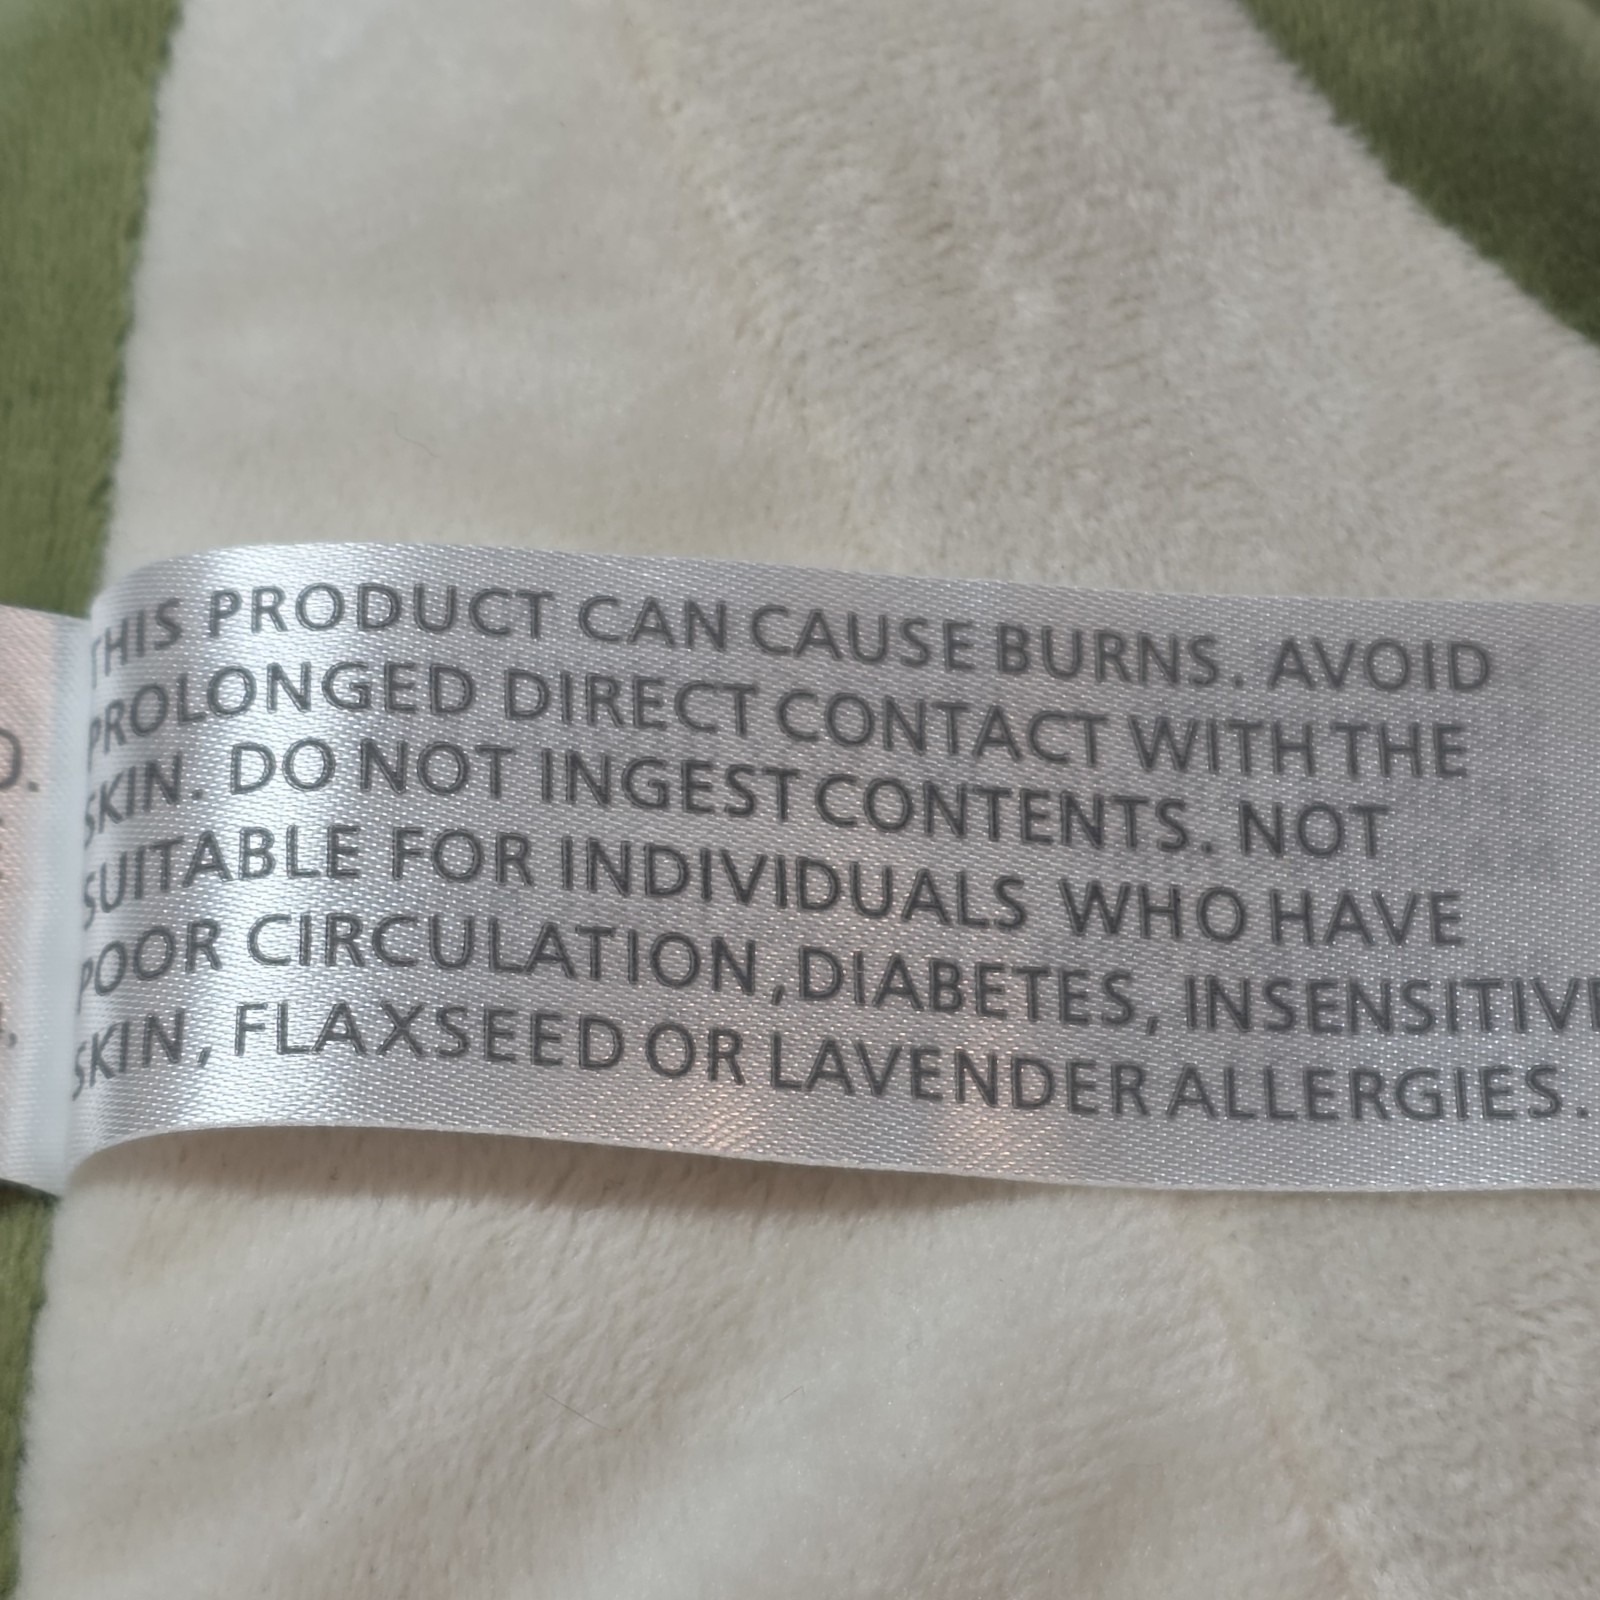 THIS PRODUCT CAN CAUSE BURNS. AVOID
PROLONGED DIRECT CONTACT WITH THE
SKIN. DO NOT INGEST CONTENTS. NOT
SUITABLE FOR INDIVIDUALS WHO HAVE
POOR CIRCULATION, DIABETES, INSENSITIVE
SKIN, FLAXSEED OR LAVENDER ALLERGIES.